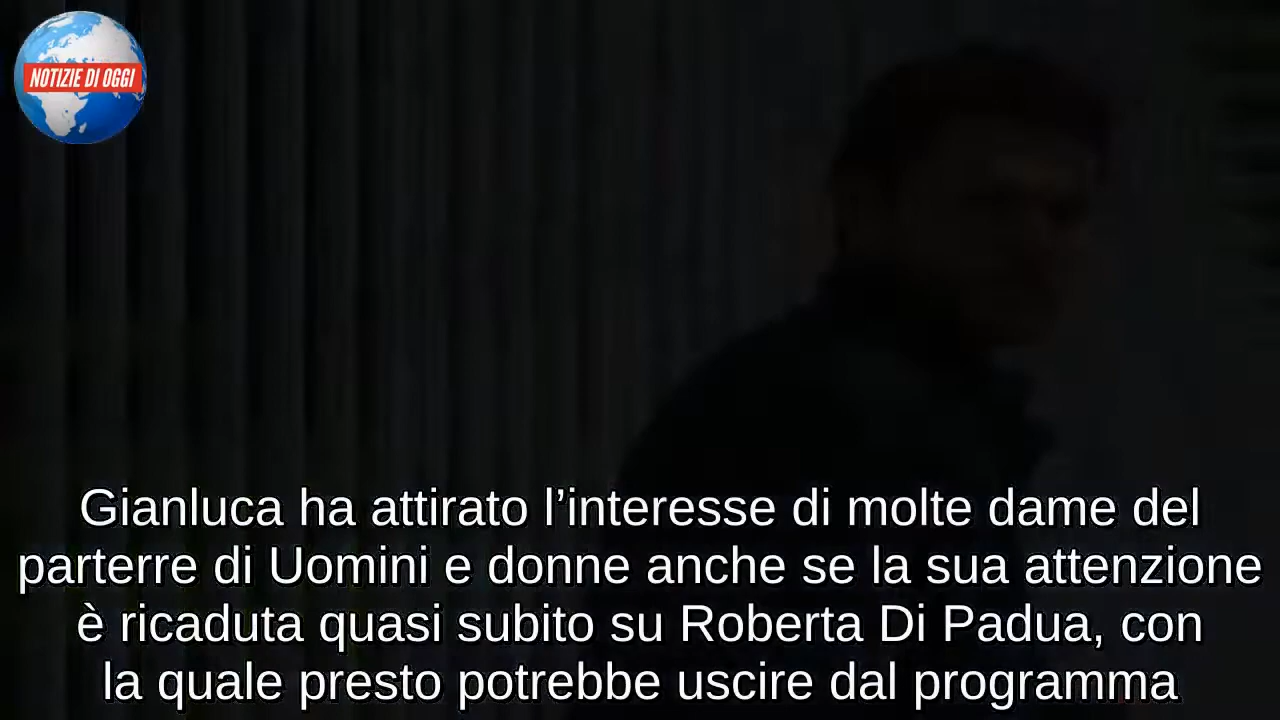 NOTIZIE DI OGGI
Gianluca ha attirato l’interesse di molte dame del
parterre di Uomini e donne anche se la sua attenzione
è ricaduta quasi subito su Roberta Di Padua, con
la quale presto potrebbe uscire dal programma